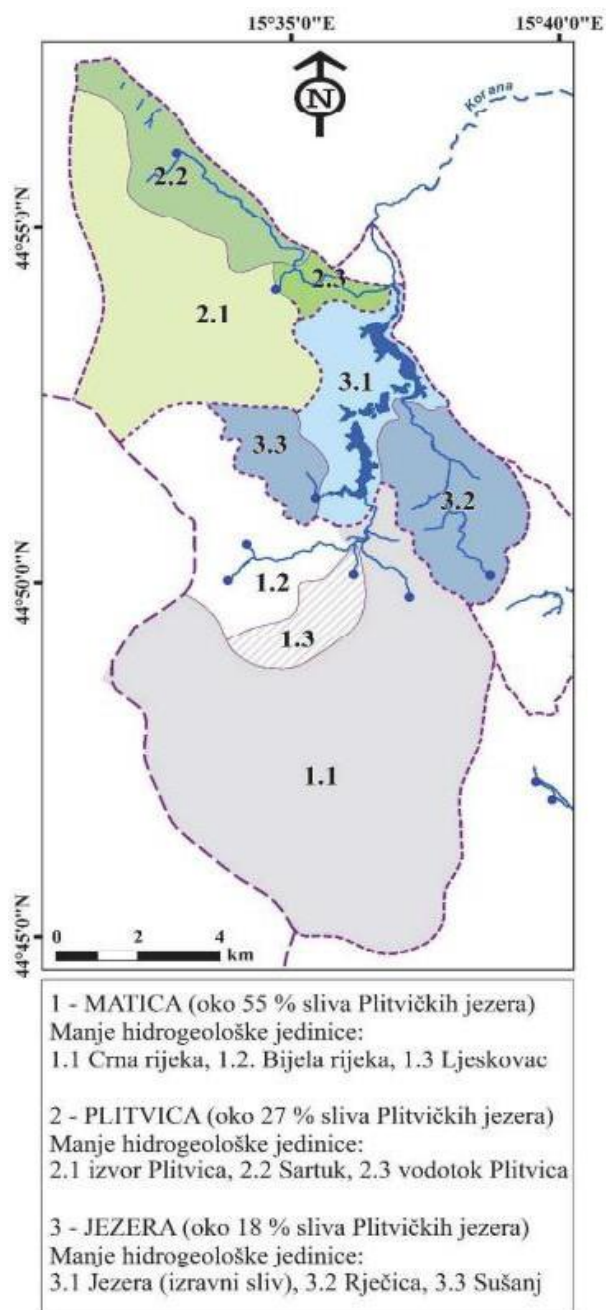 15°35'0"E
15°40'0"E
N
Korana
44°55'0"N
2.2
2.3
2.1
3.1
3.3
3.2
44°50'0"N
1.2
1.3
1.1
44°45'0"N
0 2 4
km
1 - MATICA (oko 55 % sliva Plitvičkih jezera)
Manje hidrogeološke jedinice:
1.1 Crna rijeka, 1.2. Bijela rijeka, 1.3 Ljeskovac
2 - PLITVICA (oko 27 % sliva Plitvičkih jezera)
Manje hidrogeološke jedinice:
2.1 izvor Plitvica, 2.2 Sartuk, 2.3 vodotok Plitvica
3 - JEZERA (oko 18 % sliva Plitvičkih jezera)
Manje hidrogeološke jedinice:
3.1 Jezera (izravni sliv), 3.2 Rječica, 3.3 Sušanj